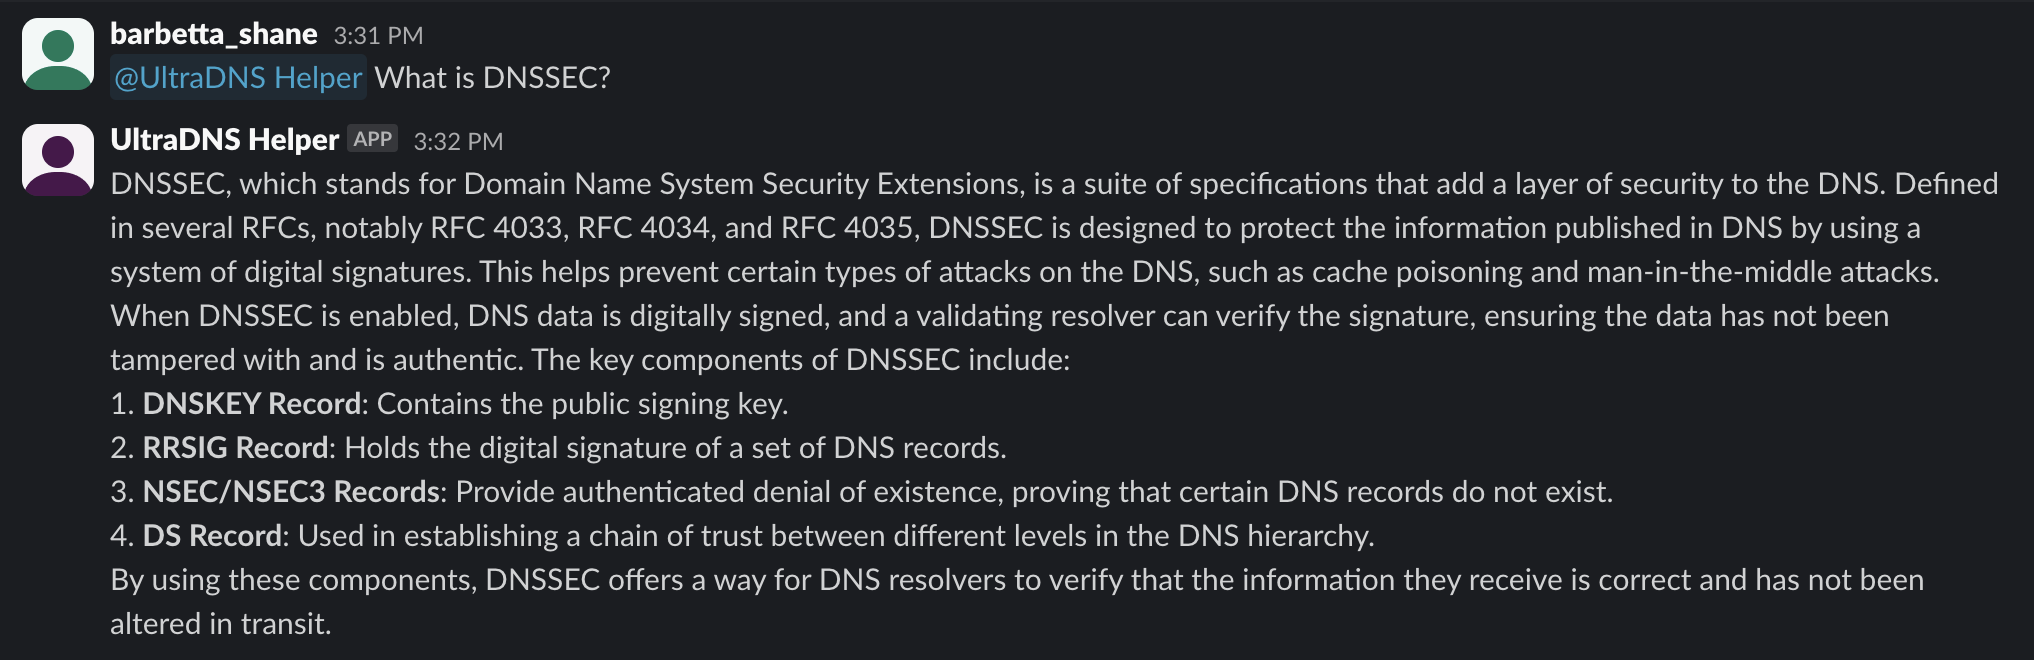 barbetta_shane 3:31 PM
@UltraDNS Helper What is DNSSEC?
UltraDNS Helper APP 3:32 PM
DNSSEC, which stands for Domain Name System Security Extensions, is a suite of specifications that add a layer of security to the DNS. Defined
in several RFCs, notably RFC 4033, RFC 4034, and RFC 4035, DNSSEC is designed to protect the information published in DNS by using a
system of digital signatures. This helps prevent certain types of attacks on the DNS, such as cache poisoning and man-in-the-middle attacks.
When DNSSEC is enabled, DNS data is digitally signed, and a validating resolver can verify the signature, ensuring the data has not been
tampered with and is authentic. The key components of DNSSEC include:
1. DNSKEY Record: Contains the public signing key.
2. RRSIG Record: Holds the digital signature of a set of DNS records.
3. NSEC/NSEC3 Records: Provide authenticated denial of existence, proving that certain DNS records do not exist.
4. DS Record: Used in establishing a chain of trust between different levels in the DNS hierarchy.
By using these components, DNSSEC offers a way for DNS resolvers to verify that the information they receive is correct and has not been
altered in transit.